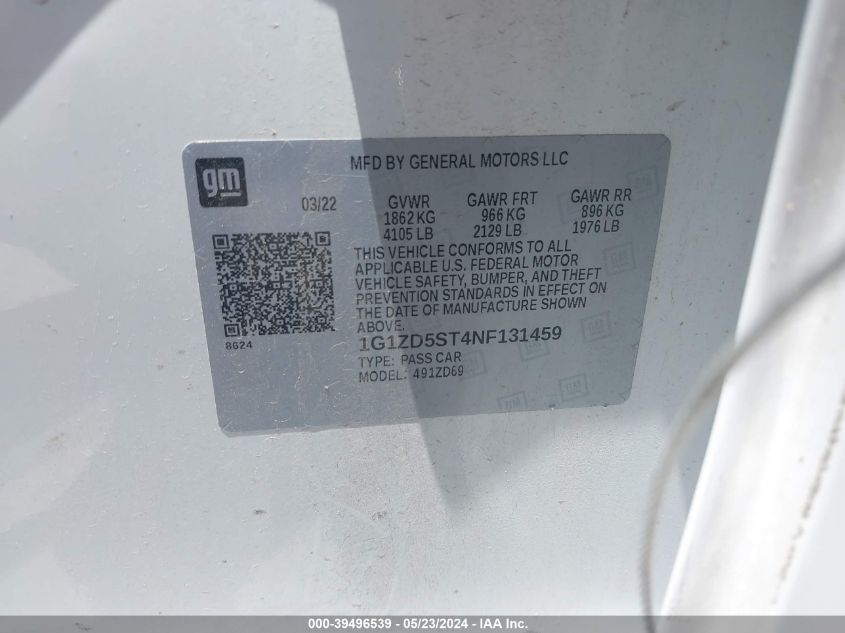 MFD BY GENERAL MOTORS LLC
gm
03/22
GVWR GAWR FRT GAWR RR
1862 KG 966 KG 896 KG
4105 LB 2129 LB 1976 LB
THIS VEHICLE CONFORMS TO ALL
APPLICABLE U.S. FEDERAL MOTOR
VEHICLE SAFETY, BUMPER, AND THEFT
PREVENTION STANDARDS IN EFFECT ON
THE DATE OF MANUFACTURE SHOWN
ABOVE.
8624
1G1ZD5ST4NF131459
TYPE: PASS CAR
MODEL: 491ZD69
000-39496539 - 05/23/2024 - IAA Inc.